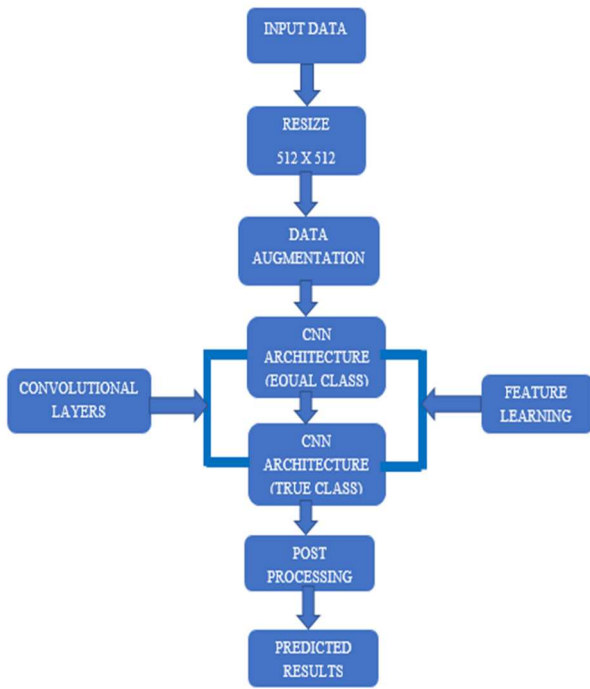 INPUT DATA
RESIZE
512 X 512
DATA
AUGMENTATION
CNN
ARCHITECTURE
(EQUAL CLASS)
CONVOLUTIONAL
LAYERS
FEATURE
LEARNING
CNN
ARCHITECTURE
(TRUE CLASS)
POST
PROCESSING
PREDICTED
RESULTS